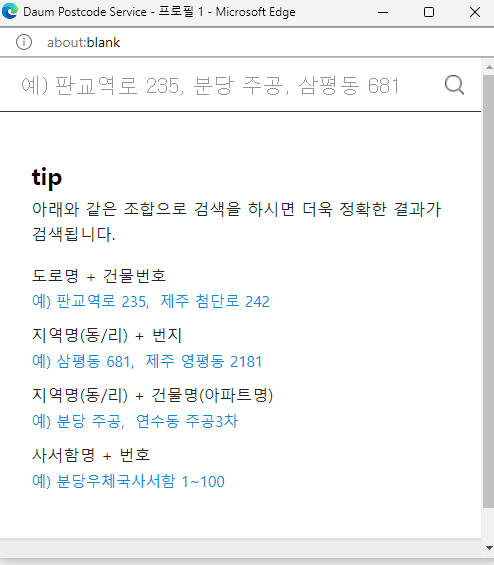 Daum Postcode Service - 프로필 1 - Microsoft Edge
about:blank
예) 판교역로 235, 분당 주공, 삼평동 681
tip
아래와 같은 조합으로 검색을 하시면 더욱 정확한 결과가
검색됩니다.
도로명 + 건물번호
예) 판교역로 235, 제주 첨단로 242
지역명(동/리) + 번지
예) 삼평동 681, 제주 영평동 2181
지역명(동/리) + 건물명(아파트명)
예) 분당 주공, 연수동 주공3차
사서함명 + 번호
예) 분당우체국사서함 1~100